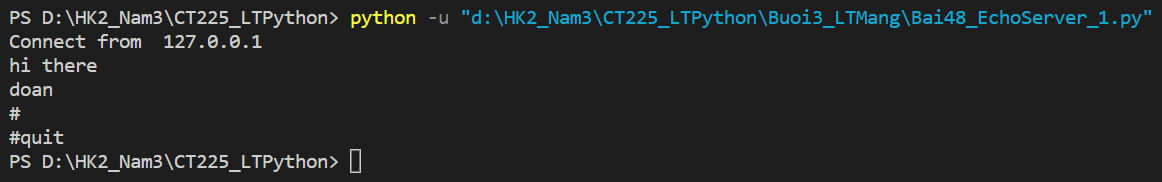 PS D:\HK2_Nam3\CT225_LTPython> python -u "d:\HK2_Nam3\CT225_LTPython\Buoi3_LTMang\Bai48_EchoServer_1.py"
Connect from  127.0.0.1
hi there
doan
#
#quit
PS D:\HK2_Nam3\CT225_LTPython>